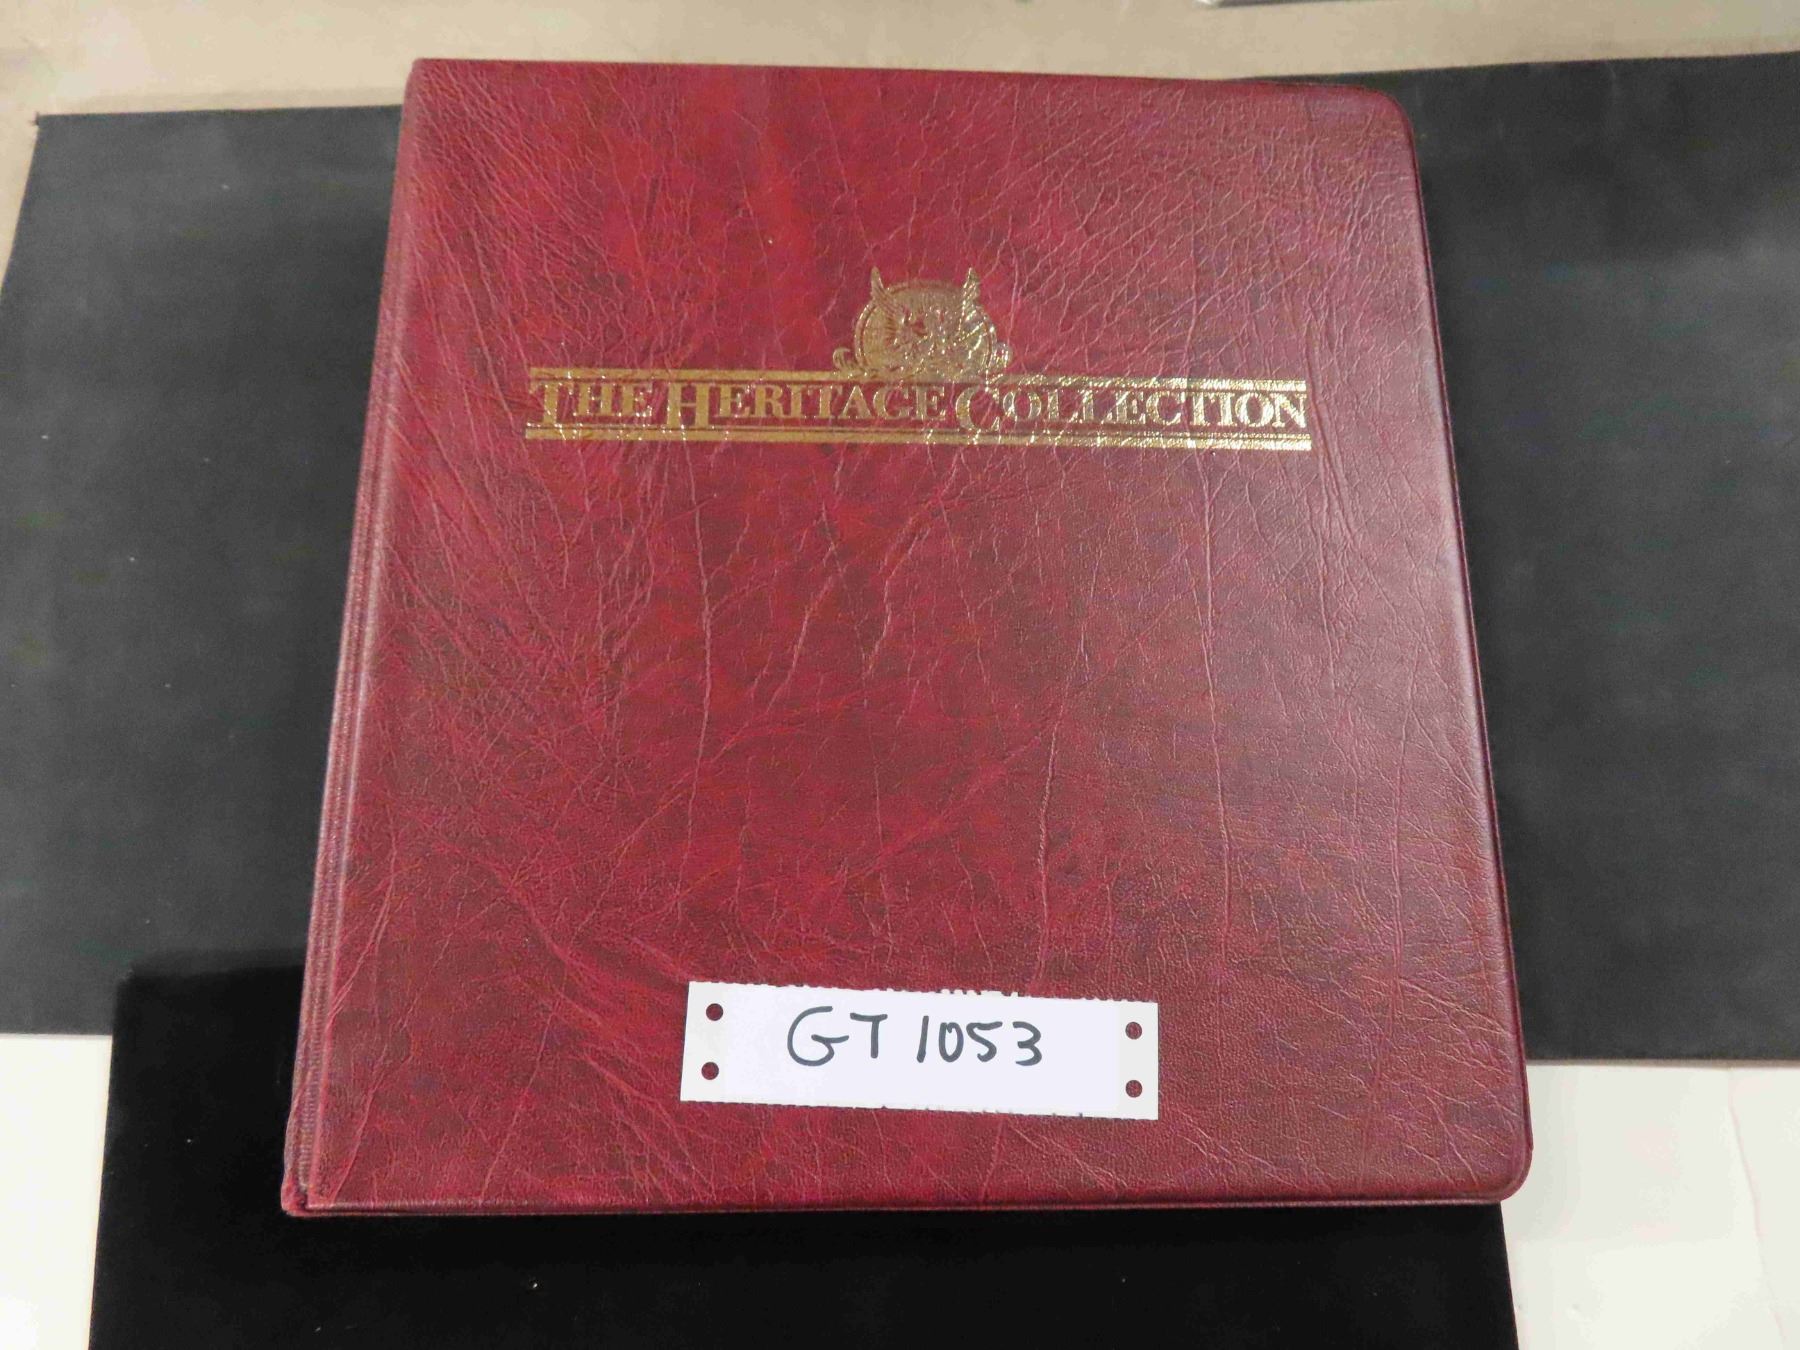 THE HERITAGE COLLECTION
GT 1053